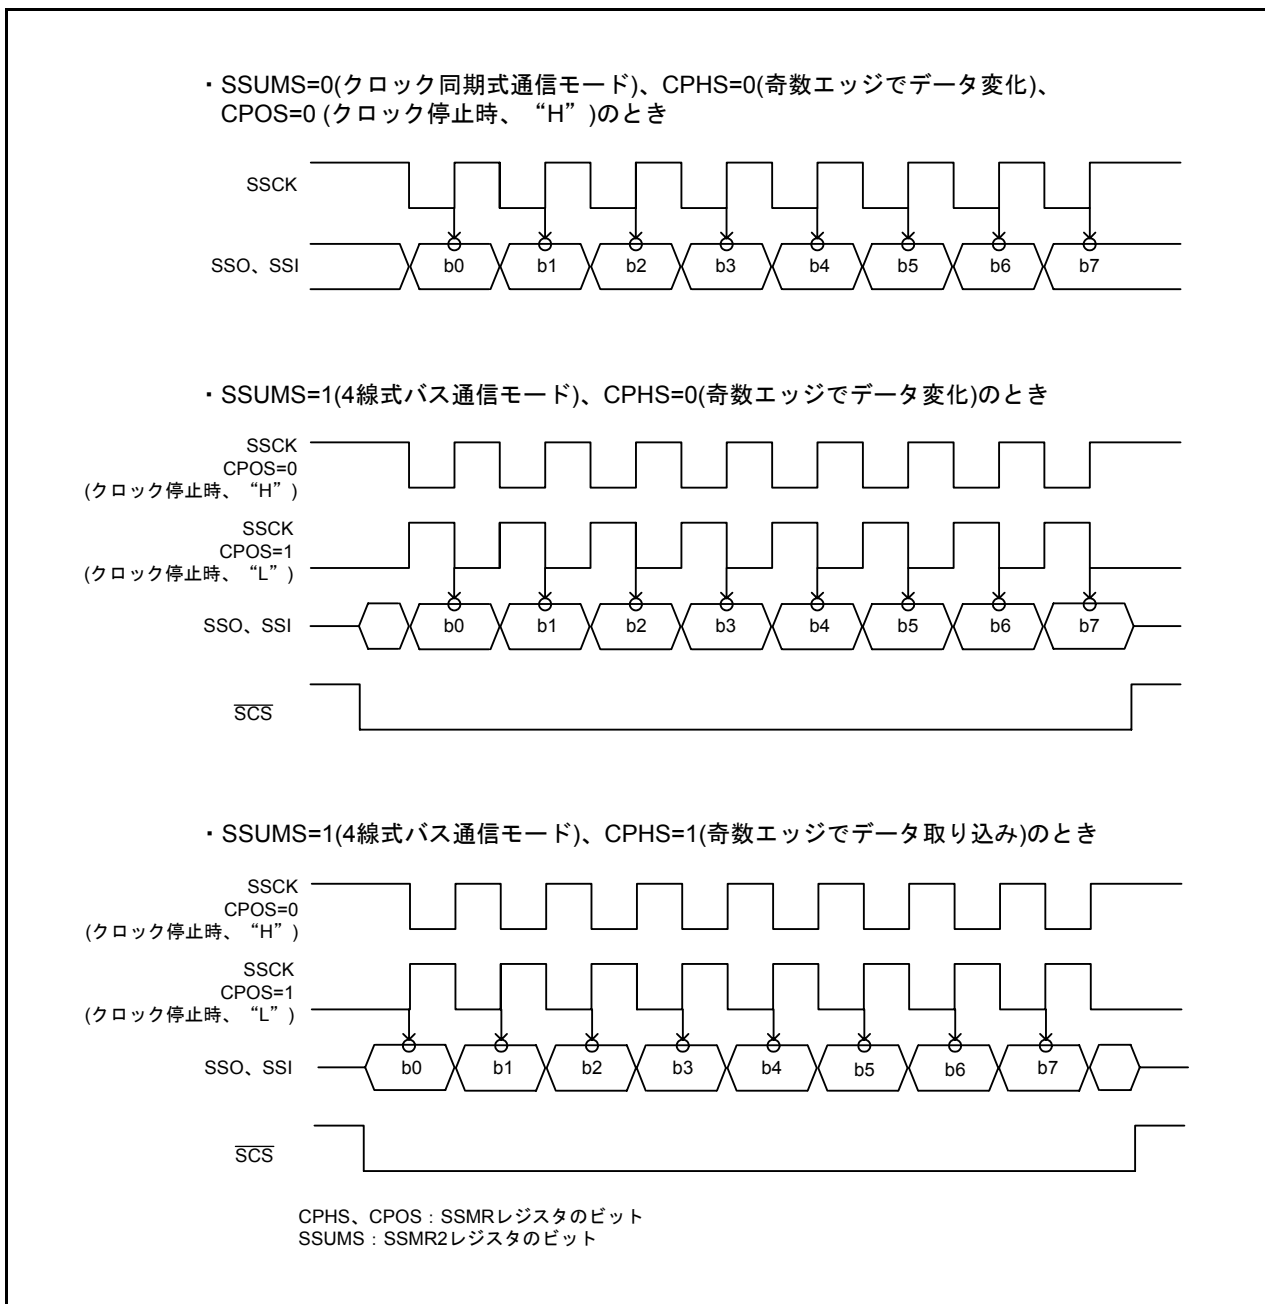 ・SSUMS=0(クロック同期式通信モード)、CPHS=0(奇数エッジでデータ変化)、
CPOS=0 (クロック停止時、“H”)のとき
SSCK
SSO、SSI
b0 b1 b2 b3 b4 b5 b6 b7
・SSUMS=1(4線式バス通信モード)、CPHS=0(奇数エッジでデータ変化)のとき
SSCK
CPOS=0
(クロック停止時、“H”)
SSCK
CPOS=1
(クロック停止時、“L”)
SSO、SSI
b0 b1 b2 b3 b4 b5 b6 b7
SCS
・SSUMS=1(4線式バス通信モード)、CPHS=1(奇数エッジでデータ取り込み)のとき
SSCK
CPOS=0
(クロック停止時、“H”)
SSCK
CPOS=1
(クロック停止時、“L”)
SSO、SSI
b0 b1 b2 b3 b4 b5 b6 b7
SCS
CPHS、CPOS：SSMRレジスタのビット
SSUMS：SSMR2レジスタのビット